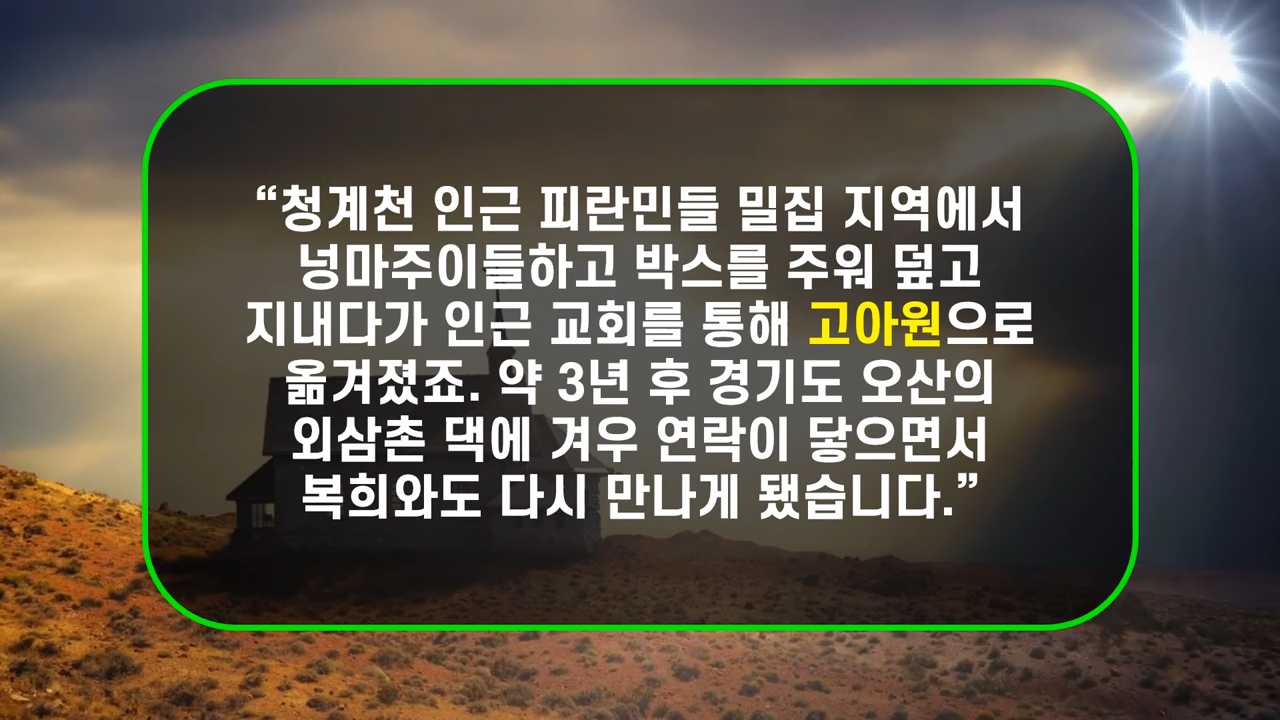 “청계천 인근 피란민들 밀집 지역에서
넝마주이들하고 박스를 주워 덮고
지내다가 인근 교회를 통해 고아원으로
옮겨졌죠. 약 3년 후 경기도 오산의
외삼촌 댁에 겨우 연락이 닿으면서
복희와도 다시 만나게 됐습니다.”